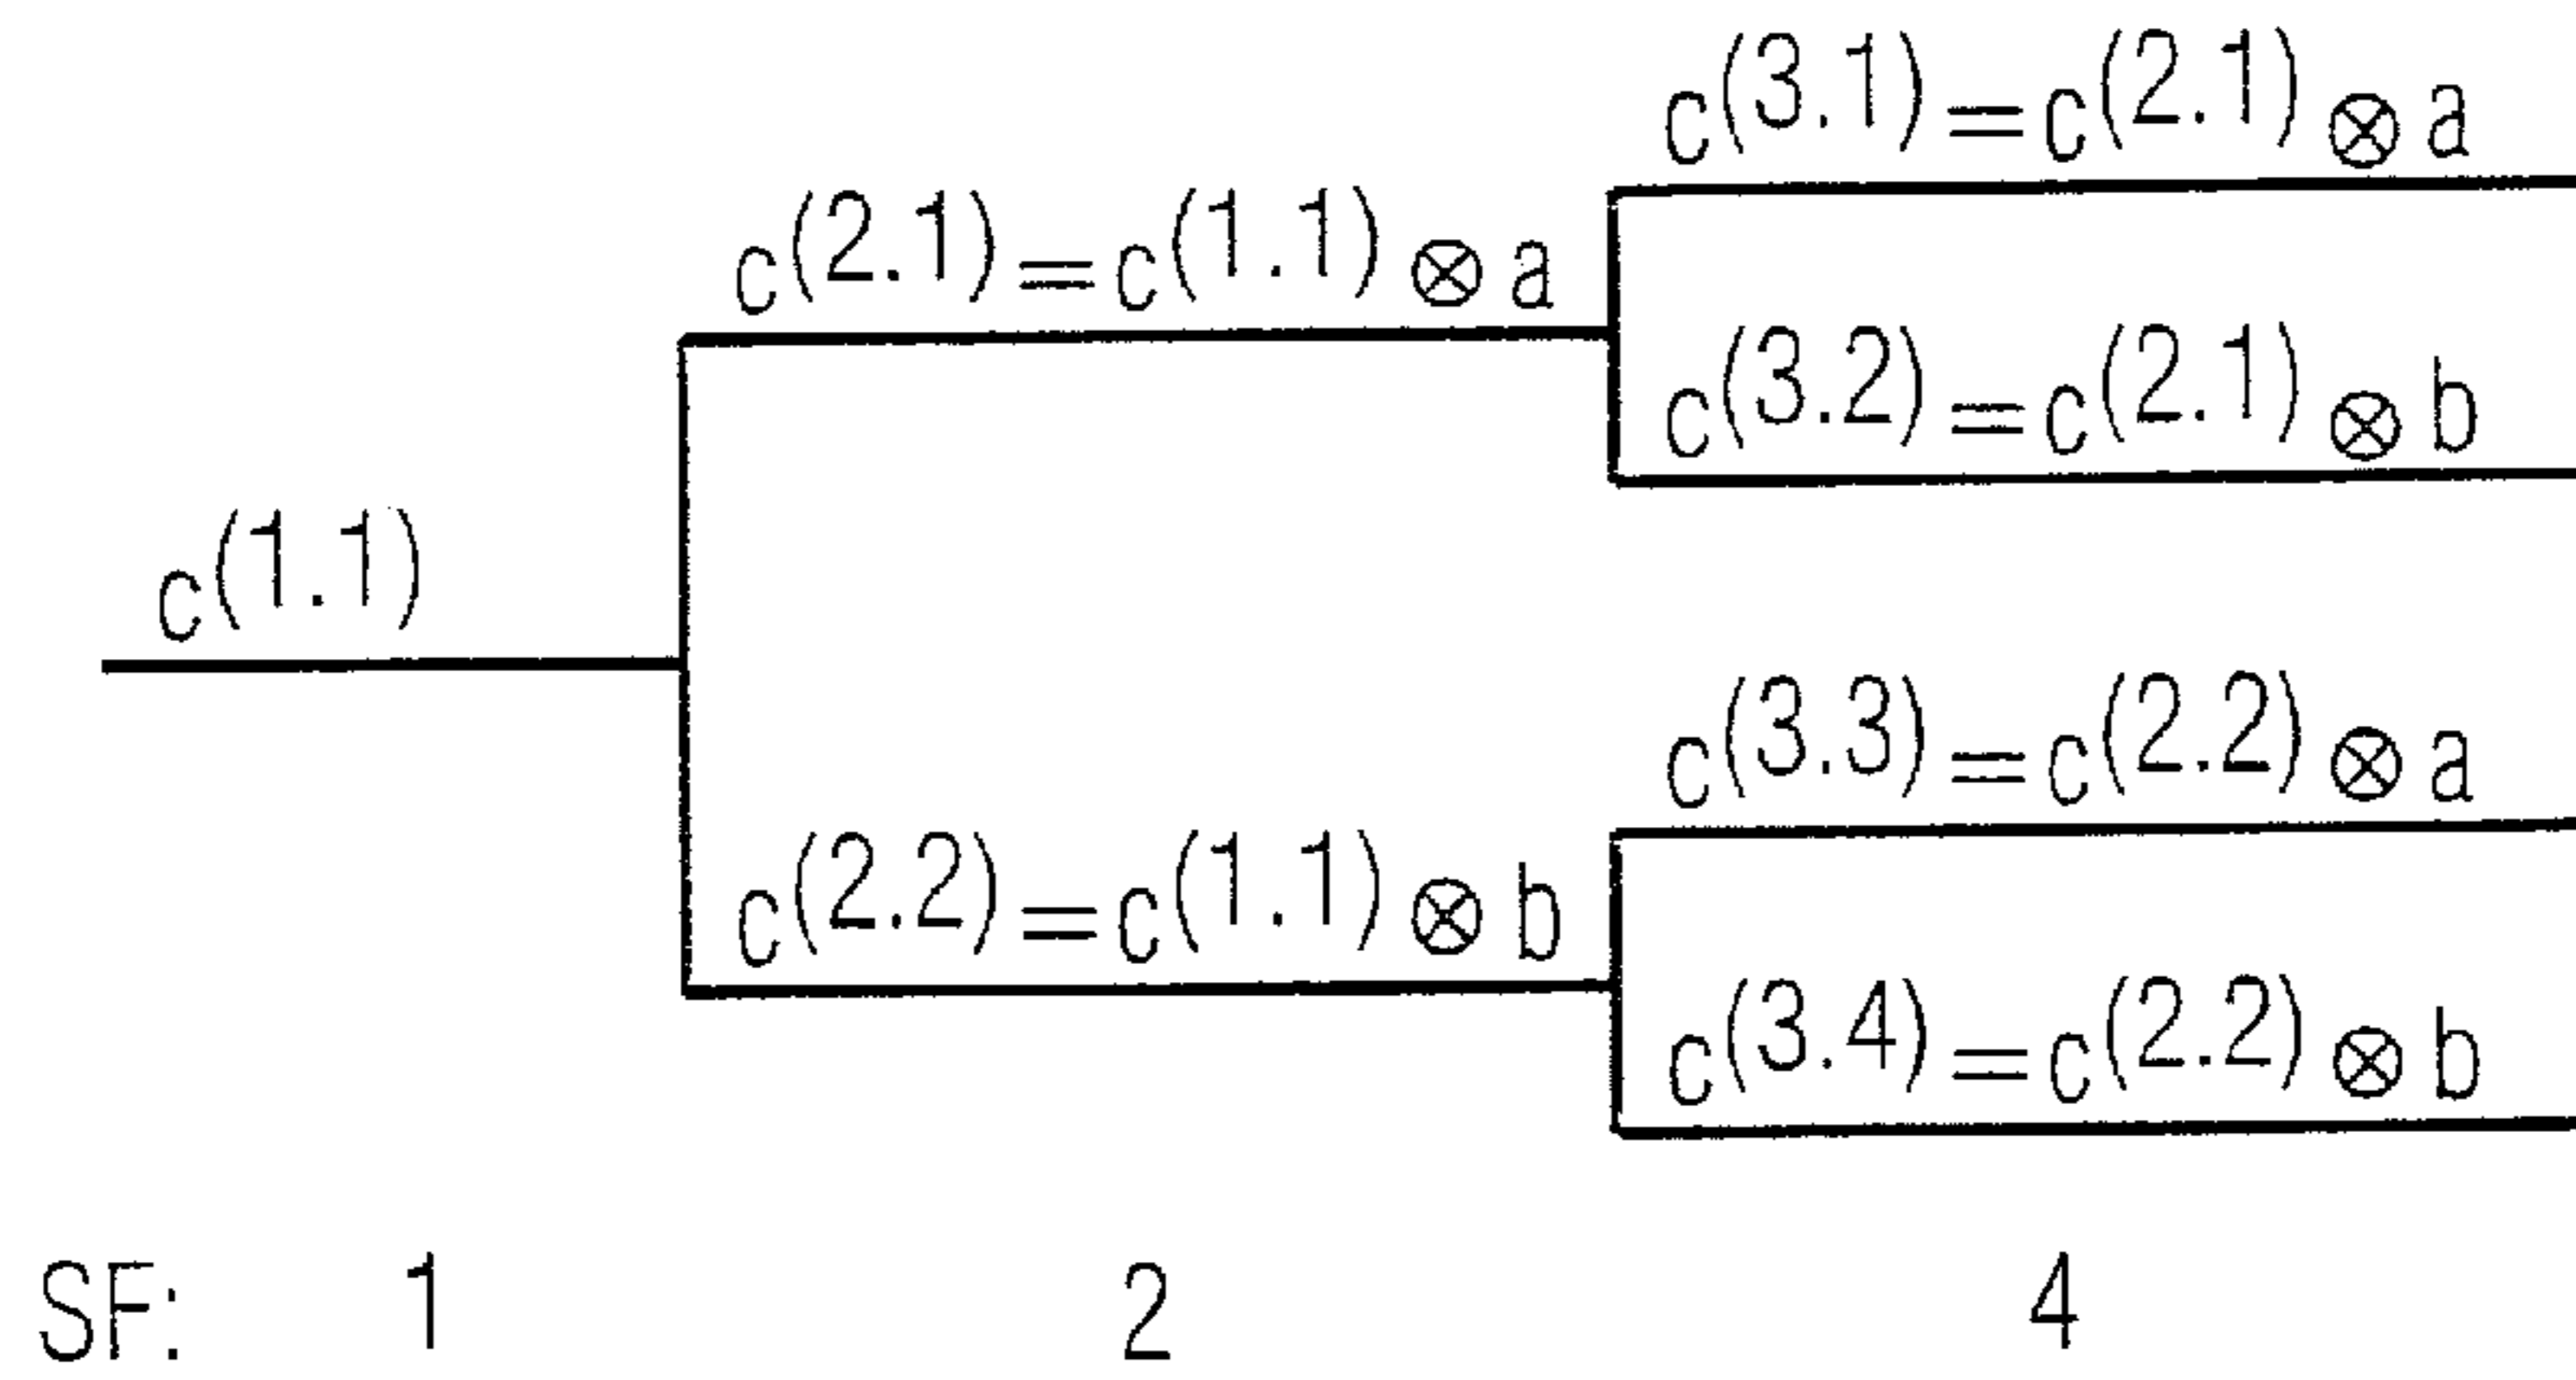 c(3.1)=c(2.1)⊗a
c(2.1)=c(1.1)⊗a
c(3.2)=c(2.1)⊗b
c(1.1)
c(3.3)=c(2.2)⊗a
c(2.2)=c(1.1)⊗b
c(3.4)=c(2.2)⊗b
SF: 1 2 4